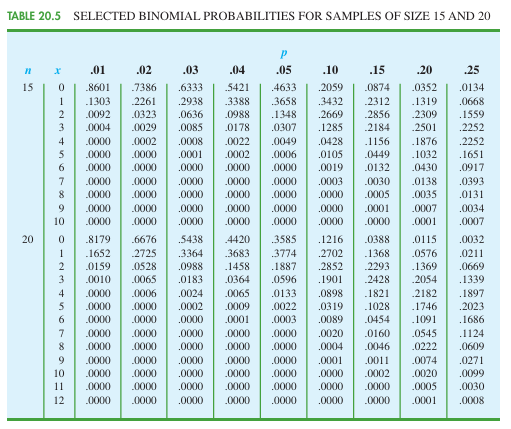 TABLE 20.5 SELECTED BINOMIAL PROBABILITIES FOR SAMPLES OF SIZE 15 AND 20
p
n x .01 .02 .03 .04 .05 .10 .15 .20 .25
15 0 .8601 .7386 .6333 .5421 .4633 .2059 .0874 .0352 .0134
1 .1303 .2261 .2938 .3388 .3658 .3432 .2312 .1319 .0668
2 .0092 .0323 .0636 .0988 .1348 .2669 .2856 .2309 .1559
3 .0004 .0029 .0085 .0178 .0307 .1285 .2184 .2501 .2252
4 .0000 .0002 .0008 .0022 .0049 .0428 .1156 .1876 .2252
5 .0000 .0000 .0001 .0002 .0006 .0105 .0449 .1032 .1651
6 .0000 .0000 .0000 .0000 .0000 .0019 .0132 .0430 .0917
7 .0000 .0000 .0000 .0000 .0000 .0003 .0030 .0138 .0393
8 .0000 .0000 .0000 .0000 .0000 .0000 .0005 .0035 .0131
9 .0000 .0000 .0000 .0000 .0000 .0000 .0001 .0007 .0034
10 .0000 .0000 .0000 .0000 .0000 .0000 .0000 .0001 .0007
20 0 .8179 .6676 .5438 .4420 .3585 .1216 .0388 .0115 .0032
1 .1652 .2725 .3364 .3683 .3774 .2702 .1368 .0576 .0211
2 .0159 .0528 .0988 .1458 .1887 .2852 .2293 .1369 .0669
3 .0010 .0065 .0183 .0364 .0596 .1901 .2428 .2054 .1339
4 .0000 .0006 .0024 .0065 .0133 .0898 .1821 .2182 .1897
5 .0000 .0000 .0002 .0009 .0022 .0319 .1028 .1746 .2023
6 .0000 .0000 .0000 .0001 .0003 .0089 .0454 .1091 .1686
7 .0000 .0000 .0000 .0000 .0000 .0020 .0160 .0545 .1124
8 .0000 .0000 .0000 .0000 .0000 .0004 .0046 .0222 .0609
9 .0000 .0000 .0000 .0000 .0000 .0001 .0011 .0074 .0271
10 .0000 .0000 .0000 .0000 .0000 .0000 .0002 .0020 .0099
11 .0000 .0000 .0000 .0000 .0000 .0000 .0000 .0005 .0030
12 .0000 .0000 .0000 .0000 .0000 .0000 .0000 .0001 .0008